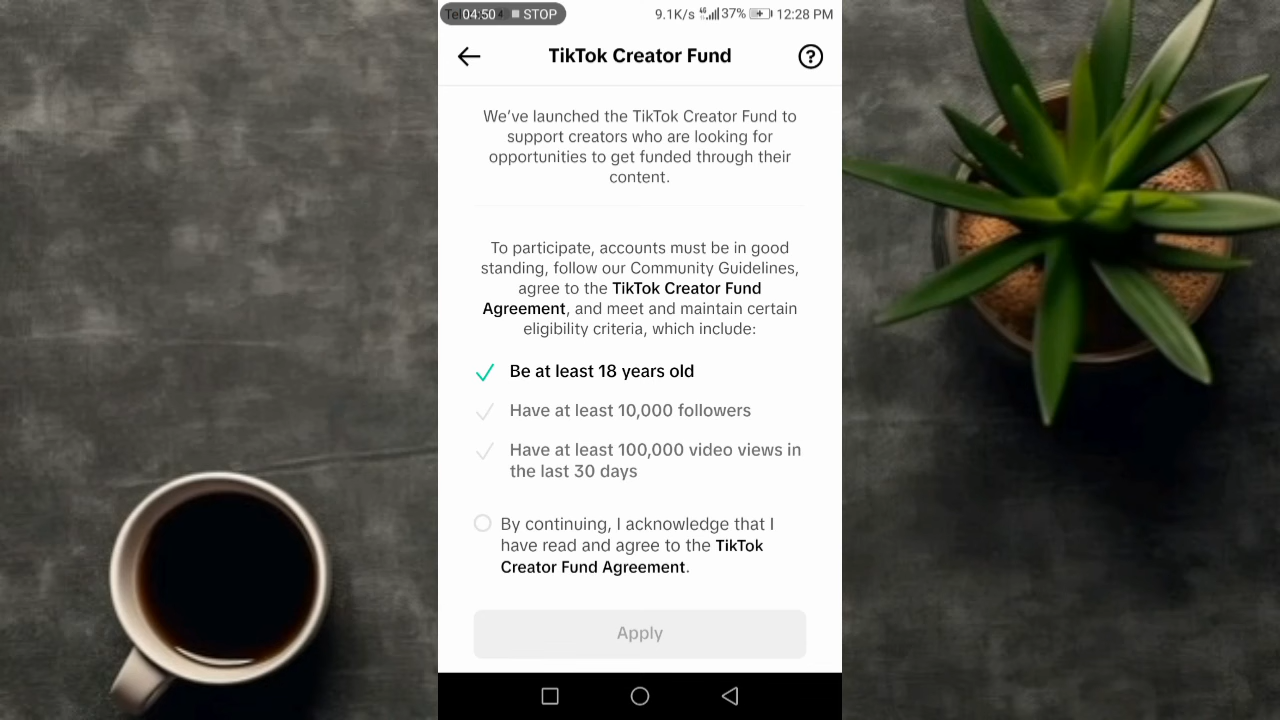 04:50 STOP 9.1K/s 4G 37% 12:28 PM
TikTok Creator Fund ?
We've launched the TikTok Creator Fund to
support creators who are looking for
opportunities to get funded through their
content.
To participate, accounts must be in good
standing, follow our Community Guidelines,
agree to the TikTok Creator Fund
Agreement, and meet and maintain certain
eligibility criteria, which include:
Be at least 18 years old
Have at least 10,000 followers
Have at least 100,000 video views in
the last 30 days
By continuing, I acknowledge that I
have read and agree to the TikTok
Creator Fund Agreement.
Apply